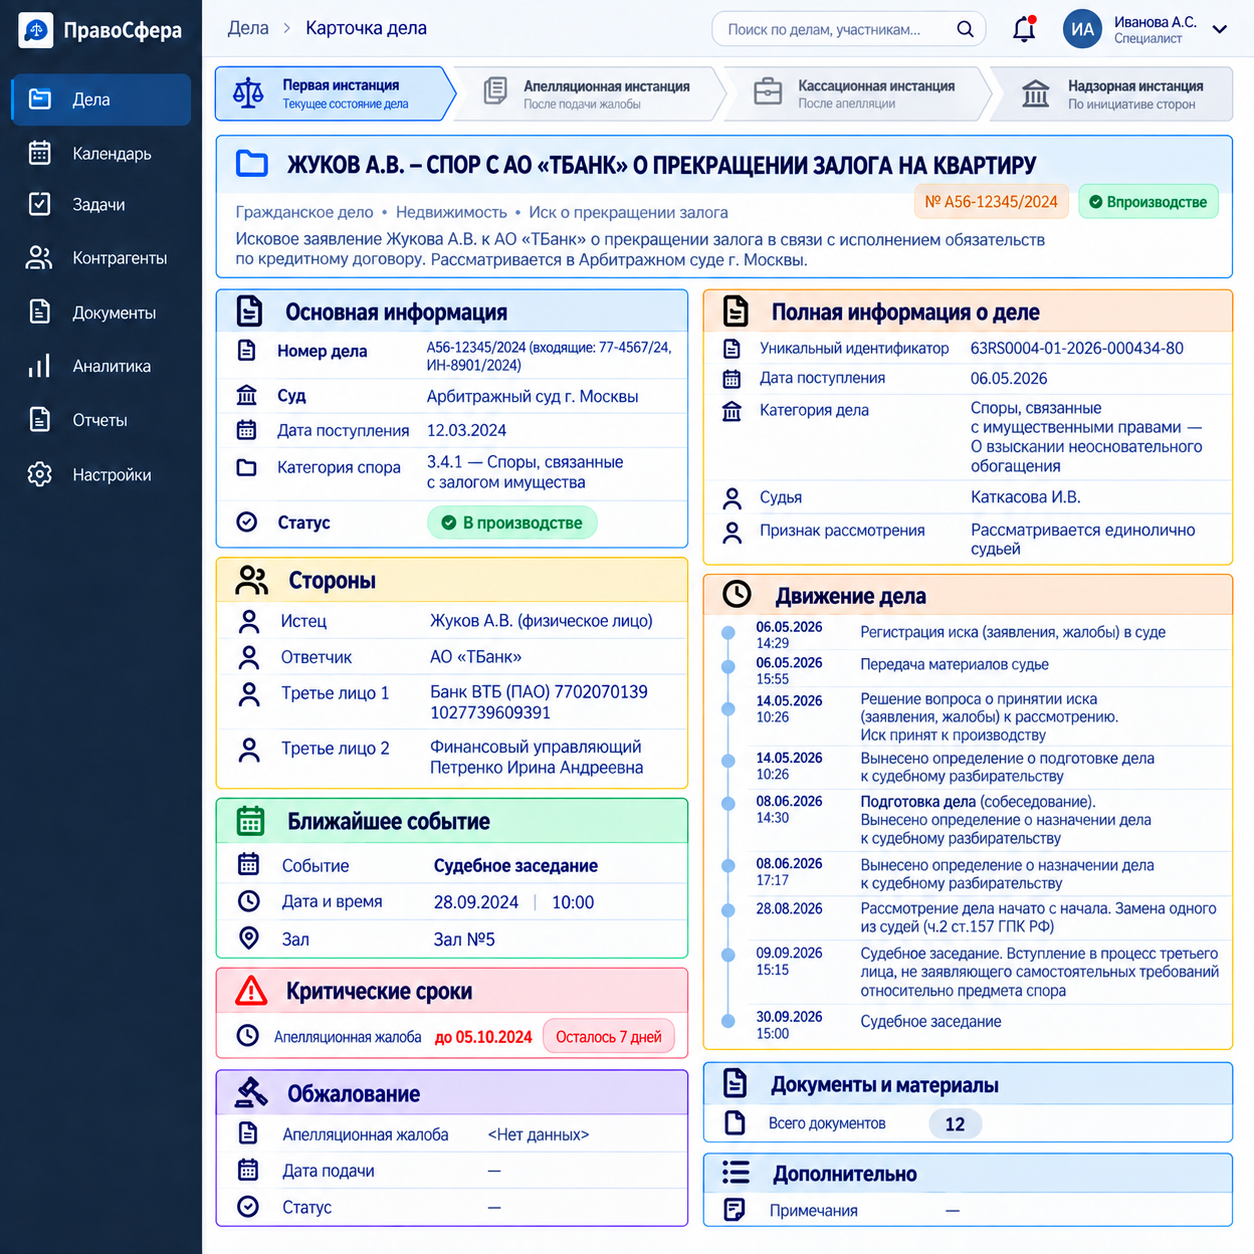 ПравоСфера
Дела
Календарь
Задачи
Контрагенты
Документы
Аналитика
Отчеты
Настройки
Дела > Карточка дела
Поиск по делам, участникам...
ИА
Иванова А.С.
Специалист
Первая инстанция
Текущее состояние дела
Апелляционная инстанция
После подачи жалобы
Кассационная инстанция
После апелляции
Надзорная инстанция
По инициативе сторон
ЖУКОВ А.В. – СПОР С АО «ТБАНК» О ПРЕКРАЩЕНИИ ЗАЛОГА НА КВАРТИРУ
№ А56-12345/2024
Впроизводстве
Гражданское дело • Недвижимость • Иск о прекращении залога
Исковое заявление Жукова А.В. к АО «ТБанк» о прекращении залога в связи с исполнением обязательств
по кредитному договору. Рассматривается в Арбитражном суде г. Москвы.
Основная информация
Номер дела А56-12345/2024 (входящие: 77-4567/24,
ИН-8901/2024)
Суд Арбитражный суд г. Москвы
Дата поступления 12.03.2024
Категория спора 3.4.1 — Споры, связанные
с залогом имущества
Статус В производстве
Стороны
Истец Жуков А.В. (физическое лицо)
Ответчик АО «ТБанк»
Третье лицо 1 Банк ВТБ (ПАО) 7702070139
1027739609391
Третье лицо 2 Финансовый управляющий
Петренко Ирина Андреевна
Ближайшее событие
Событие Судебное заседание
Дата и время 28.09.2024 | 10:00
Зал Зал №5
Критические сроки
Апелляционная жалоба до 05.10.2024 Осталось 7 дней
Обжалование
Апелляционная жалоба <Нет данных>
Дата подачи —
Статус —
Полная информация о деле
Уникальный идентификатор 63RS0004-01-2026-000434-80
Дата поступления 06.05.2026
Категория дела Споры, связанные
с имущественными правами —
О взыскании неосновательного
обогащения
Судья Каткасова И.В.
Признак рассмотрения Рассматривается единолично
судьей
Движение дела
06.05.2026 Регистрация иска (заявления, жалобы) в суде
14:29
06.05.2026 Передача материалов судье
15:55
14.05.2026 Решение вопроса о принятии иска
10:26 (заявления, жалобы) к рассмотрению.
Иск принят к производству
14.05.2026 Вынесено определение о подготовке дела
10:26 к судебному разбирательству
08.06.2026 Подготовка дела (собеседование).
14:30 Вынесено определение о назначении дела
к судебному разбирательству
08.06.2026 Вынесено определение о назначении дела
17:17 к судебному разбирательству
28.08.2026 Рассмотрение дела начато с начала. Замена одного
из судей (ч.2 ст.157 ГПК РФ)
09.09.2026 Судебное заседание. Вступление в процесс третьего
15:15 лица, не заявляющего самостоятельных требований
относительно предмета спора
30.09.2026 Судебное заседание
15:00
Документы и материалы
Всего документов 12
Дополнительно
Примечания —